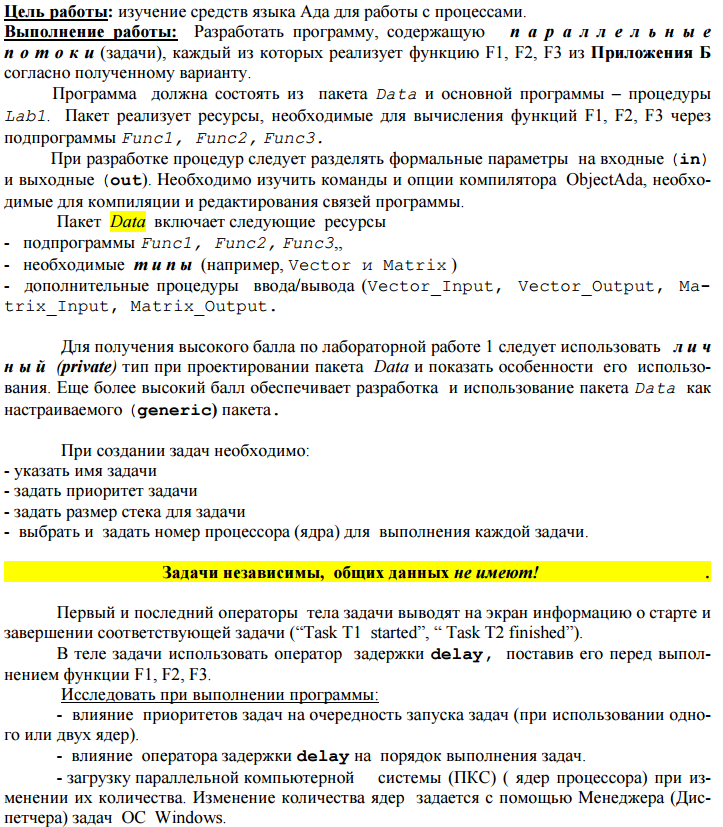 Цель работы: изучение средств языка Ада для работы с процессами.
Выполнение работы: Разработать программу, содержащую п а р а л л е л ь н ы е
п о т о к и (задачи), каждый из которых реализует функцию F1, F2, F3 из Приложения Б
согласно полученному варианту.
Программа должна состоять из пакета Data и основной программы – процедуры
Lab1. Пакет реализует ресурсы, необходимые для вычисления функций F1, F2, F3 через
подпрограммы Func1, Func2, Func3.
При разработке процедур следует разделять формальные параметры на входные (in)
и выходные (out). Необходимо изучить команды и опции компилятора ObjectAda, необхо-
димые для компиляции и редактирования связей программы.
Пакет Data включает следующие ресурсы
- подпрограммы Func1, Func2, Func3,,
- необходимые т и п ы (например, Vector и Matrix )
- дополнительные процедуры ввода/вывода (Vector_Input, Vector_Output, Ma-
trix_Input, Matrix_Output.
Для получения высокого балла по лабораторной работе 1 следует использовать л и ч
н ы й (private) тип при проектировании пакета Data и показать особенности его использо-
вания. Еще более высокий балл обеспечивает разработка и использование пакета Data как
настраиваемого (generic) пакета.
При создании задач необходимо:
- указать имя задачи
- задать приоритет задачи
- задать размер стека для задачи
- выбрать и задать номер процессора (ядра) для выполнения каждой задачи.
Задачи независимы, общих данных не имеют! .
Первый и последний операторы тела задачи выводят на экран информацию о старте и
завершении соответствующей задачи (“Task T1 started”, “ Task T2 finished”).
В теле задачи использовать оператор задержки delay, поставив его перед выпол-
нением функции F1, F2, F3.
Исследовать при выполнении программы:
- влияние приоритетов задач на очередность запуска задач (при использовании одно-
го или двух ядер).
- влияние оператора задержки delay на порядок выполнения задач.
- загрузку параллельной компьютерной системы (ПКС) ( ядер процессора) при из-
менении их количества. Изменение количества ядер задается с помощью Менеджера (Дис-
петчера) задач ОС Windows.